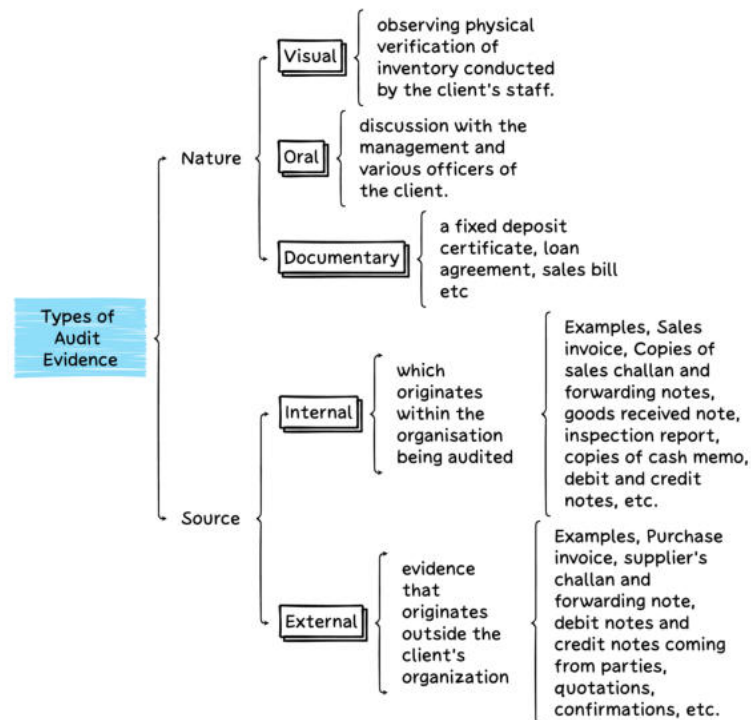 Types of
Audit
Evidence
Nature
Visual
observing physical
verification of
inventory conducted
by the client's staff.
Oral
discussion with the
management and
various officers of
the client.
Documentary
a fixed deposit
certificate, loan
agreement, sales bill
etc
Source
Internal
which
originates
within the
organisation
being audited
Examples, Sales
invoice, Copies of
sales challan and
forwarding notes,
goods received note,
inspection report,
copies of cash memo,
debit and credit
notes, etc.
External
evidence
that
originates
outside the
client's
organization
Examples, Purchase
invoice, supplier's
challan and
forwarding note,
debit notes and
credit notes coming
from parties,
quotations,
confirmations, etc.